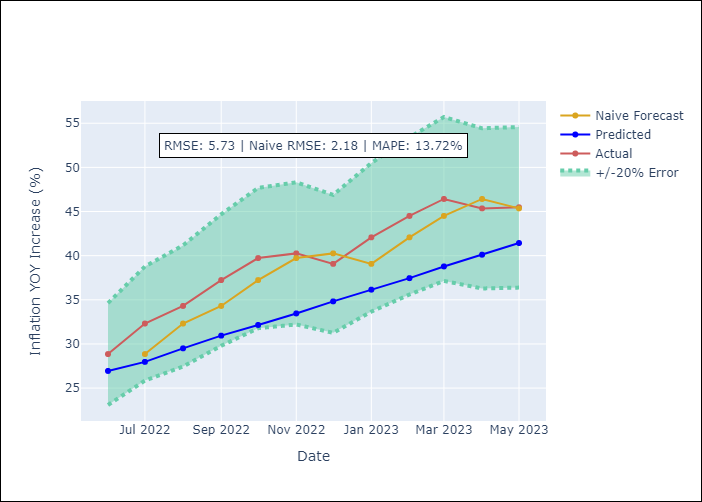 RMSE: 5.73 | Naive RMSE: 2.18 | MAPE: 13.72%
Naive Forecast
Predicted
Actual
+/-20% Error
Inflation YOY Increase (%)
55
50
45
40
35
30
25
Jul 2022
Sep 2022
Nov 2022
Jan 2023
Mar 2023
May 2023
Date